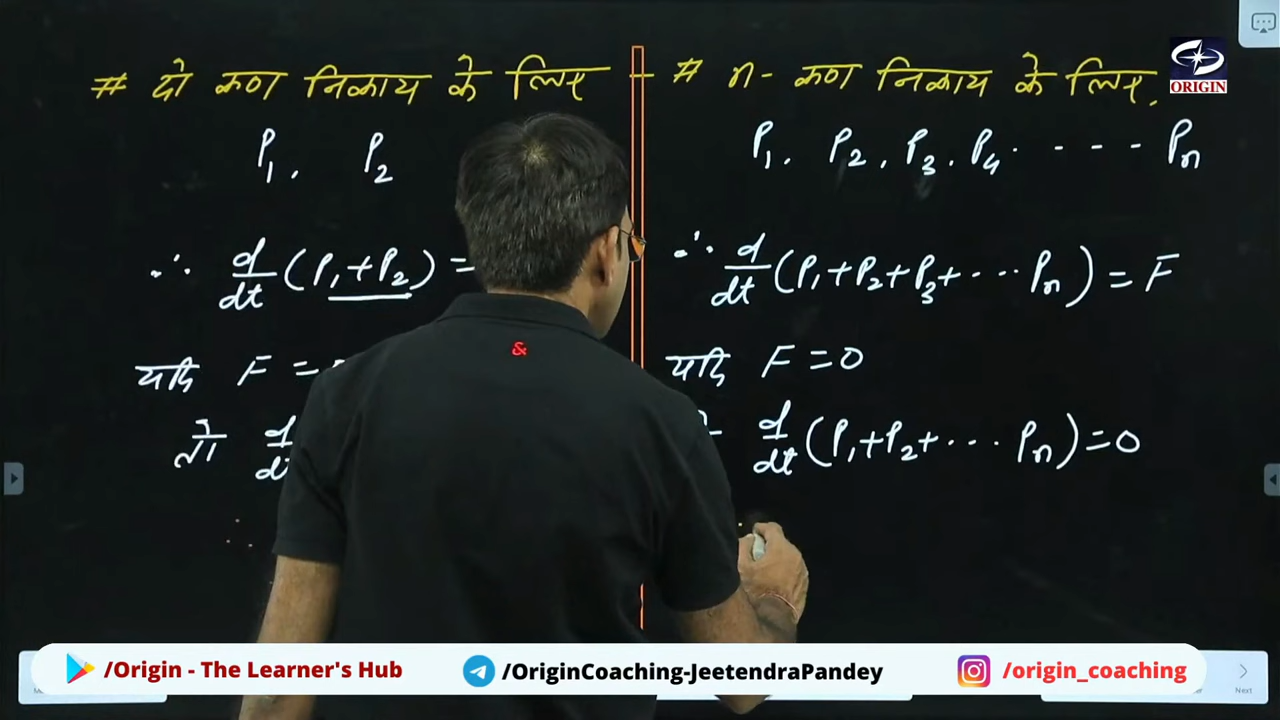 # दो कण निकाय के लिए
P₁, P₂
∴ d/dt (P₁+P₂) =
यदि F =
तो d/dt
∴
# n- कण निकाय के लिए.
P₁, P₂, P₃, P₄ . - - - Pₙ
∴ d/dt (P₁+P₂+P₃+ ... Pₙ) = F
यदि F = 0
d/dt (P₁+P₂+ ... Pₙ) = 0
ORIGIN
&
/Origin - The Learner's Hub
/OriginCoaching-JeetendraPandey
/origin_coaching
Next